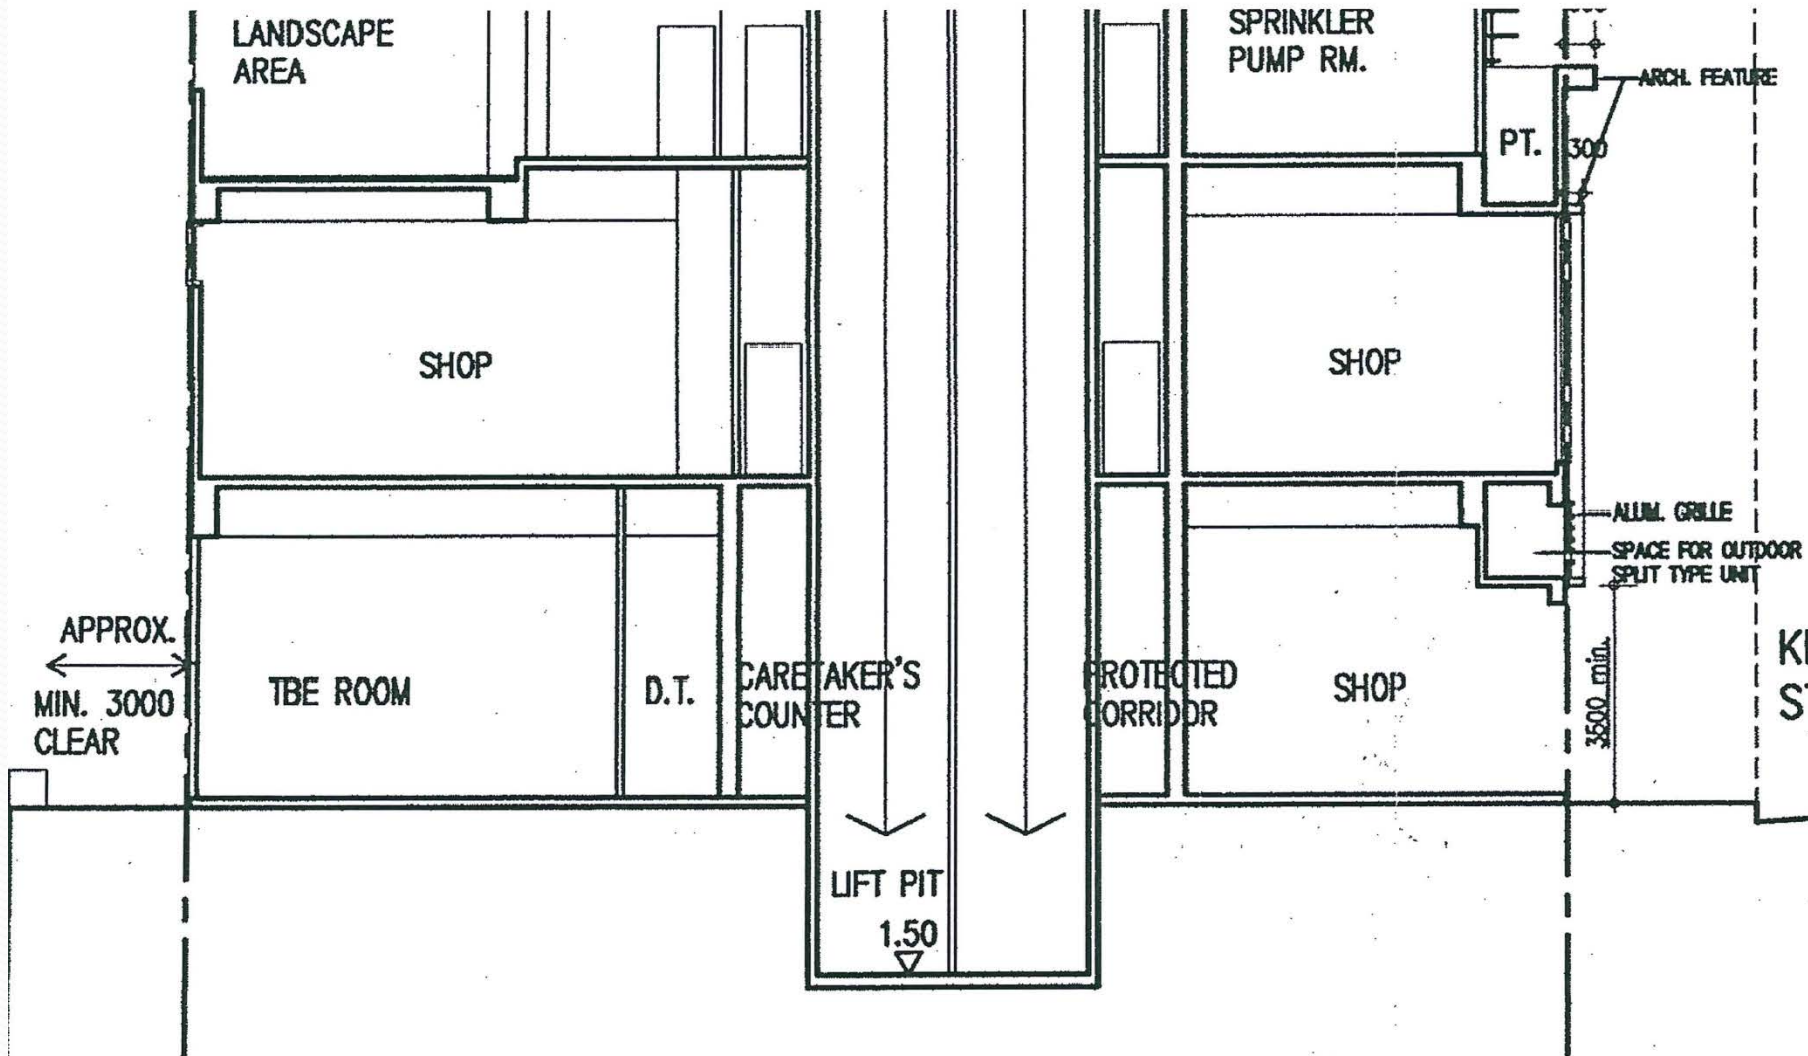 LANDSCAPE
AREA
SPRINKLER
PUMP RM.
ARCH. FEATURE
PT.
300
SHOP
SHOP
ALUM. GRILLE
SPACE FOR OUTDOOR
SPLIT TYPE UNIT
APPROX.
MIN. 3000
CLEAR
TBE ROOM
D.T.
CARETAKER'S
COUNTER
PROTECTED
CORRIDOR
SHOP
3500 min.
LIFT PIT
1.50